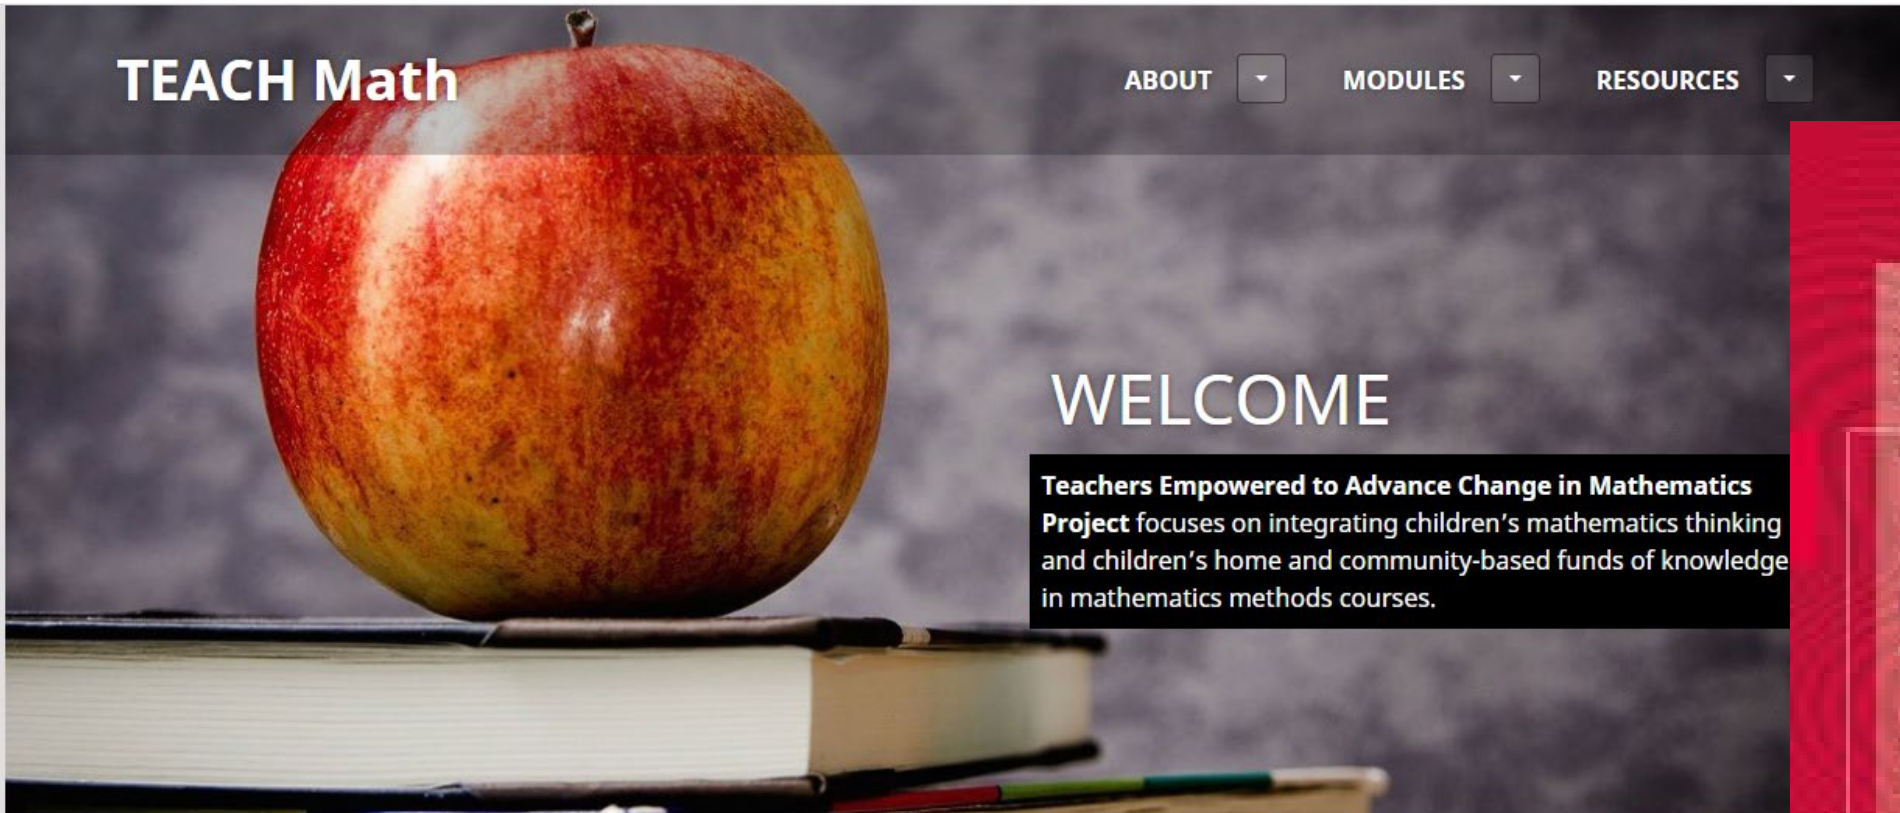 TEACH Math
ABOUT
MODULES
RESOURCES
WELCOME
Teachers Empowered to Advance Change in Mathematics
Project focuses on integrating children’s mathematics thinking
and children’s home and community-based funds of knowledge
in mathematics methods courses.